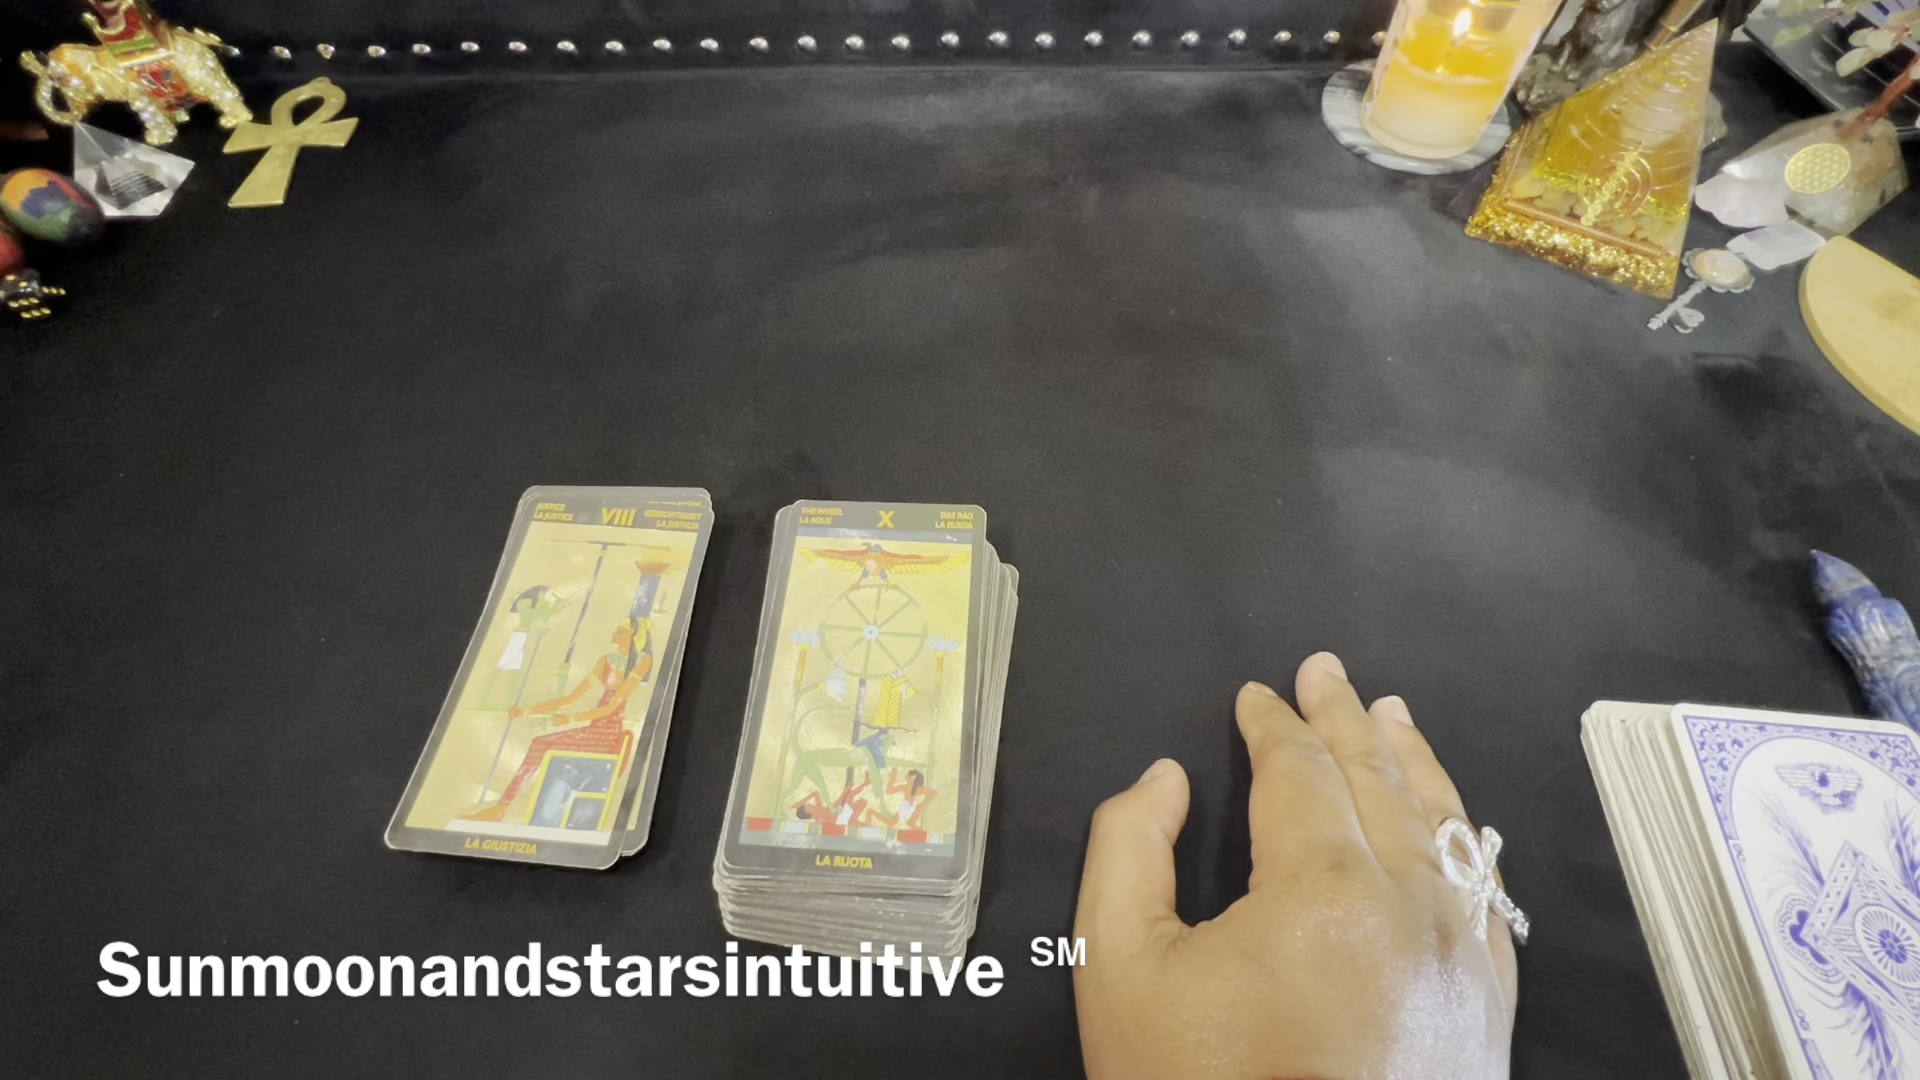 JUSTICE
LA JUSTICE
VIII
GERECHTIGKEIT
LA JUSTICIA
LA GIUSTIZIA
THE WHEEL
LA ROUE
X
DAS RAD
LA RUEDA
LA RUOTA
Sunmoonandstarsintuitive SM